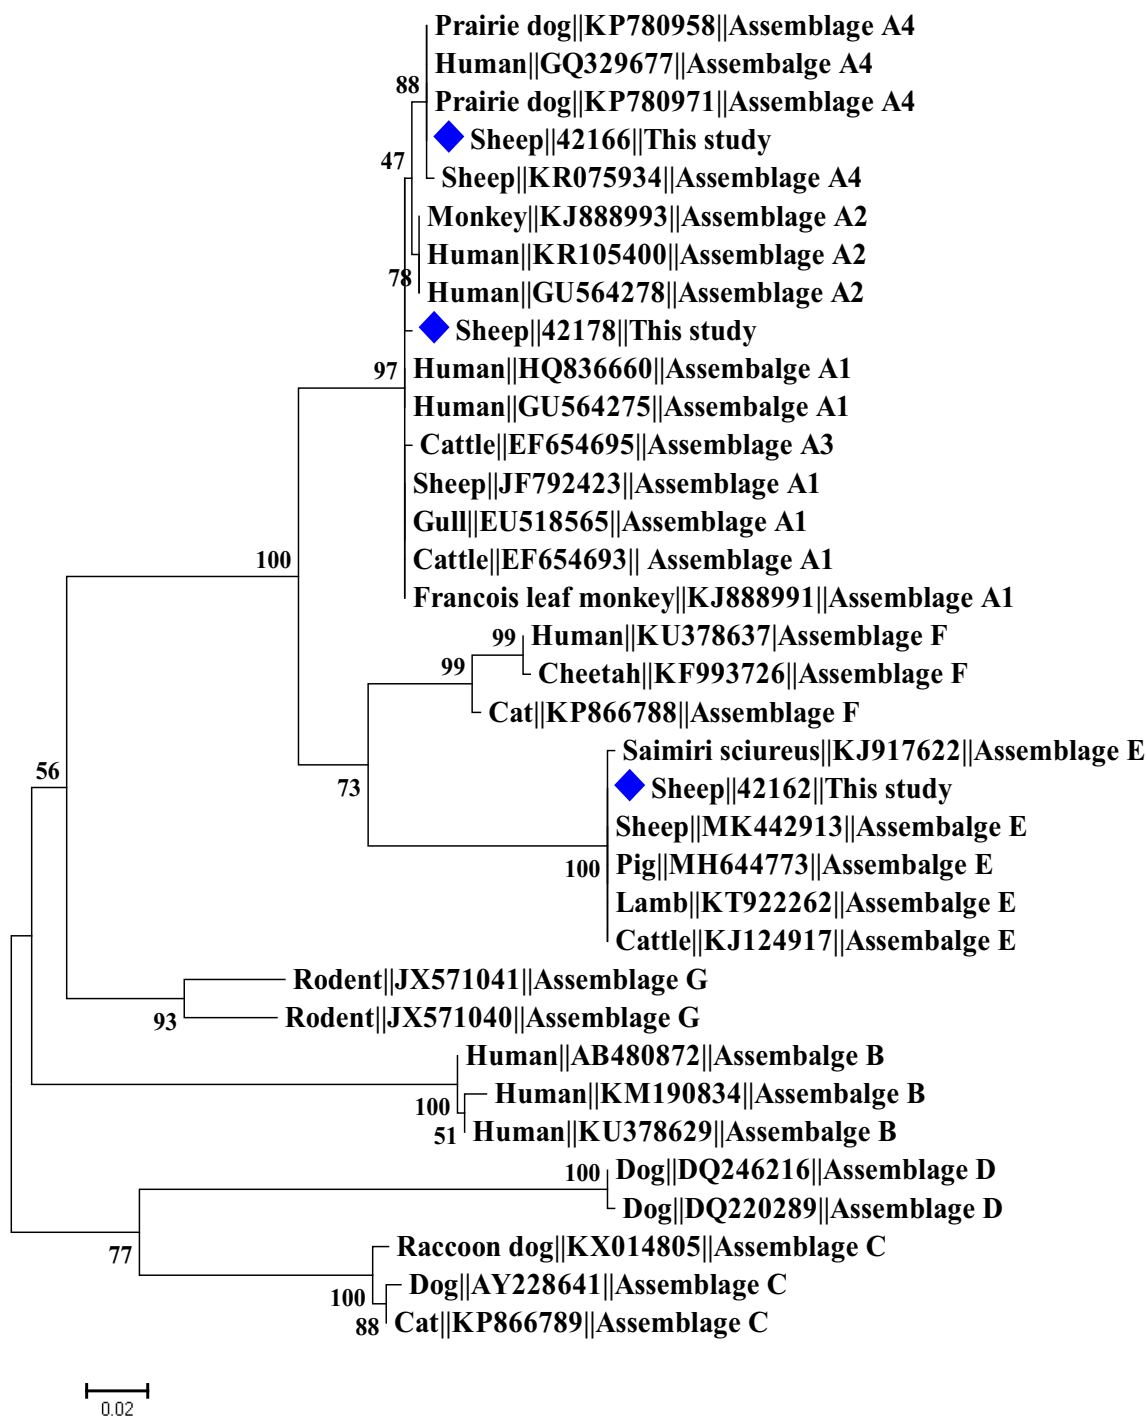 Prairie dog||KP780958||Assemblage A4
Human||GQ329677||Assembalge A4
88
Prairie dog||KP780971||Assemblage A4
Sheep||42166||This study
47
Sheep||KR075934||Assemblage A4
Monkey||KJ888993||Assemblage A2
Human||KR105400||Assemblage A2
78
Human||GU564278||Assemblage A2
Sheep||42178||This study
97
Human||HQ836660||Assembalge A1
Human||GU564275||Assembalge A1
Cattle||EF654695||Assemblage A3
Sheep||JF792423||Assemblage A1
Gull||EU518565||Assemblage A1
100
Cattle||EF654693|| Assemblage A1
Francois leaf monkey||KJ888991||Assemblage A1
99
Human||KU378637|Assemblage F
99
Cheetah||KF993726||Assemblage F
Cat||KP866788||Assemblage F
Saimiri sciureus||KJ917622||Assemblage E
56
73
Sheep||42162||This study
Sheep||MK442913||Assembalge E
100
Pig||MH644773||Assembalge E
Lamb||KT922262||Assembalge E
Cattle||KJ124917||Assembalge E
Rodent||JX571041||Assemblage G
93
Rodent||JX571040||Assemblage G
Human||AB480872||Assembalge B
100
Human||KM190834||Assembalge B
51
Human||KU378629||Assembalge B
100
Dog||DQ246216||Assemblage D
Dog||DQ220289||Assemblage D
77
Raccoon dog||KX014805||Assemblage C
100
Dog||AY228641||Assemblage C
88
Cat||KP866789||Assemblage C
0.02